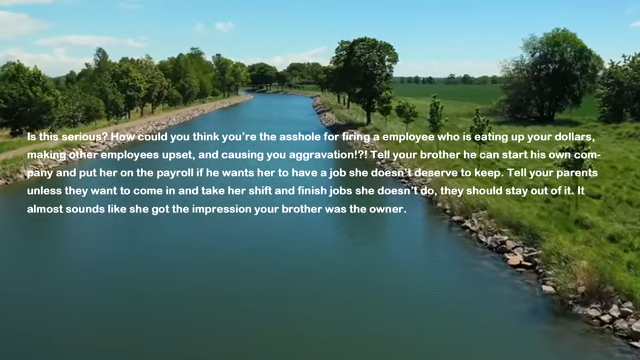 Is this serious? How could you think you're the asshole for firing a employee who is eating up your dollars,
making other employees upset, and causing you aggravation!?! Tell your brother he can start his own com-
pany and put her on the payroll if he wants her to have a job she doesn't deserve to keep. Tell your parents
unless they want to come in and take her shift and finish jobs she doesn't do, they should stay out of it. It
almost sounds like she got the impression your brother was the owner.